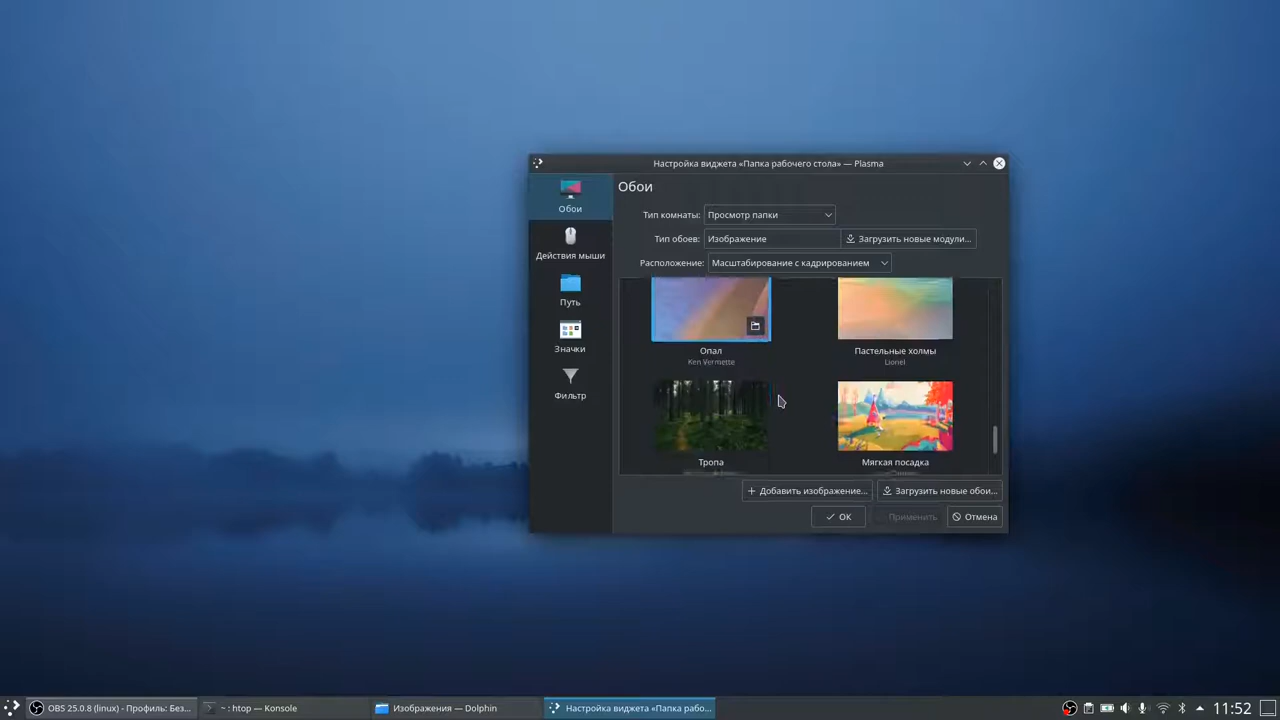 Настройка виджета «Папка рабочего стола» — Plasma
Обои
Действия мыши
Путь
Значки
Фильтр
Обои
Тип комнаты: Просмотр папки
Тип обоев: Изображение Загрузить новые модули...
Расположение: Масштабирование с кадрированием
Опал
Ken Vermette
Пастельные холмы
Lionel
Тропа
Мягкая посадка
Добавить изображение...
Загрузить новые обои...
OK
Применить
Отмена
OBS 25.0.8 (linux) - Профиль: Без...
~ : htop — Konsole
Изображения — Dolphin
Настройка виджета «Папка рабо...
11:52